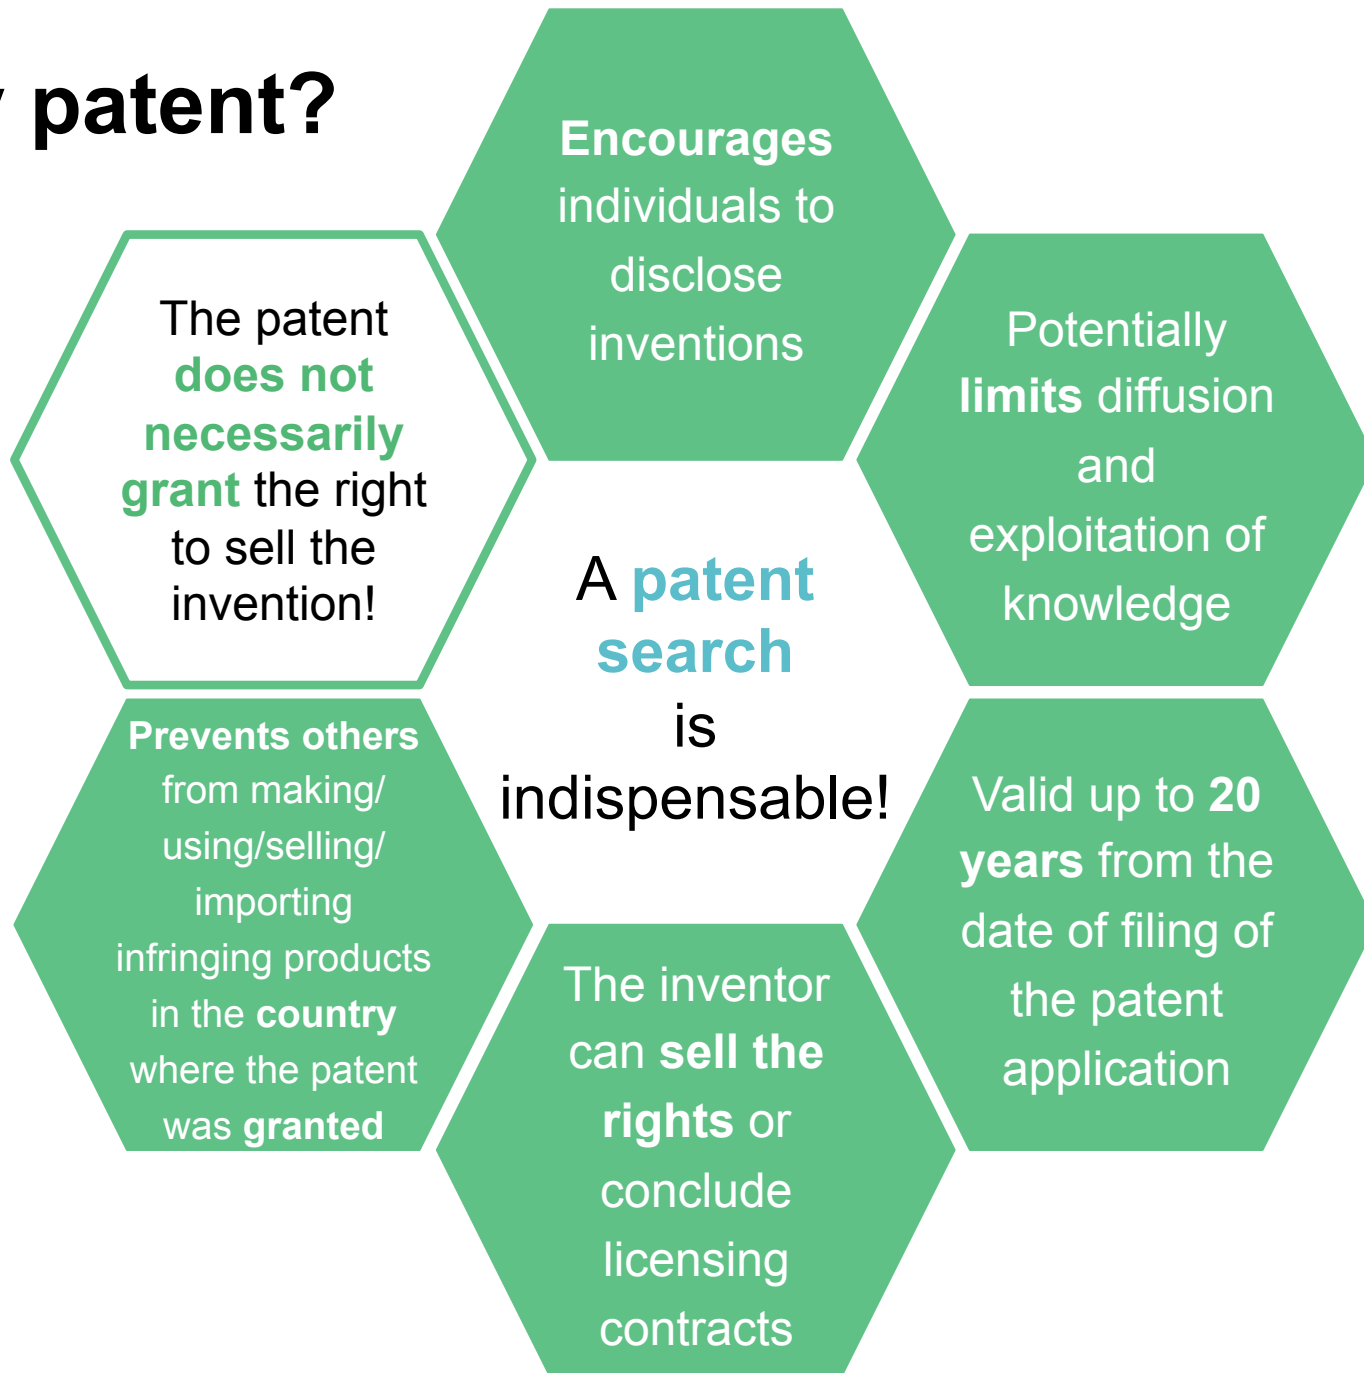 y patent?
Encourages
individuals to
disclose
inventions
The patent
does not
necessarily
grant the right
to sell the
invention!
Potentially
limits diffusion
and
exploitation of
knowledge
A patent
search
is
indispensable!
Prevents others
from making/
using/selling/
importing
infringing products
in the country
where the patent
was granted
Valid up to 20
years from the
date of filing of
the patent
application
The inventor
can sell the
rights or
conclude
licensing
contracts